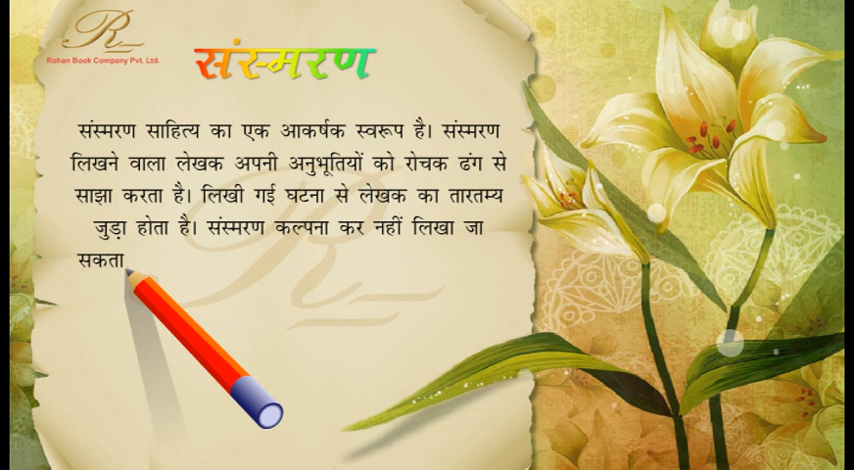 R
Rohan Book Company Pvt. Ltd.
संस्मरण
संस्मरण साहित्य का एक आकर्षक स्वरूप है। संस्मरण
लिखने वाला लेखक अपनी अनुभूतियों को रोचक ढंग से
साझा करता है। लिखी गई घटना से लेखक का तारतम्य
जुड़ा होता है। संस्मरण कल्पना कर नहीं लिखा जा
सकता
R